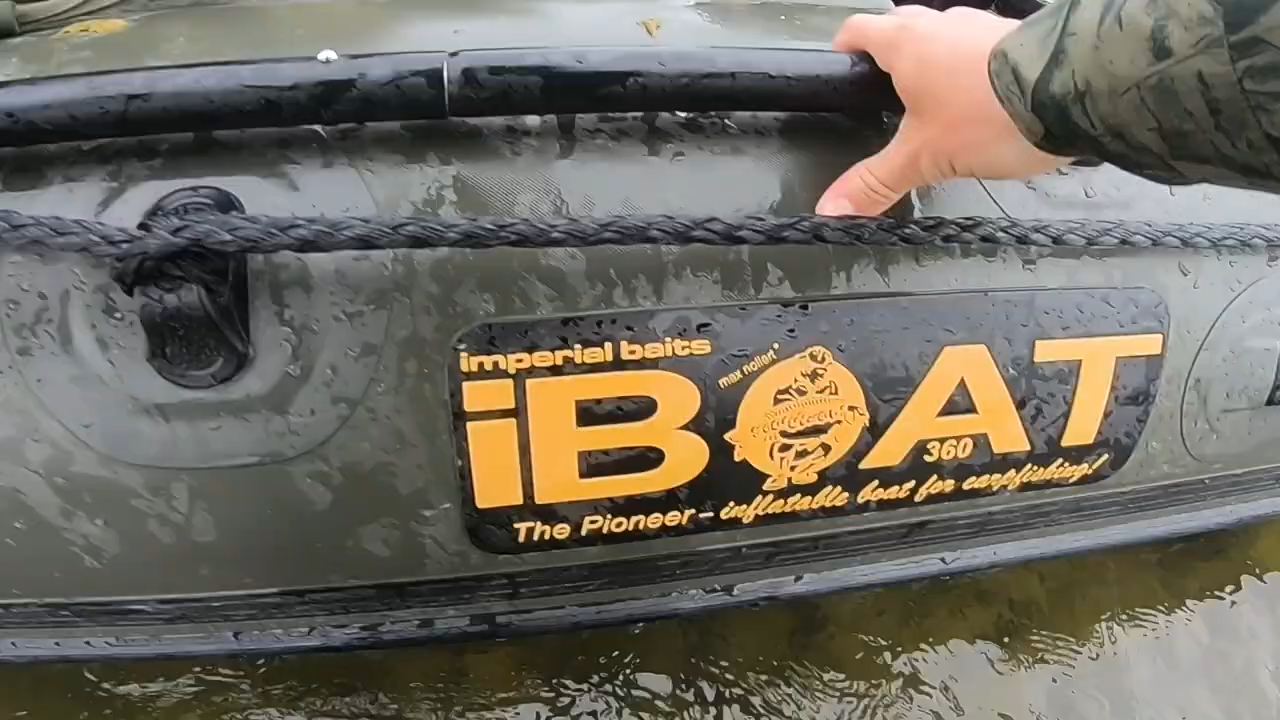 imperial baits
max nollert®
iBOAT
360
The Pioneer – inflatable boat for carpfishing!